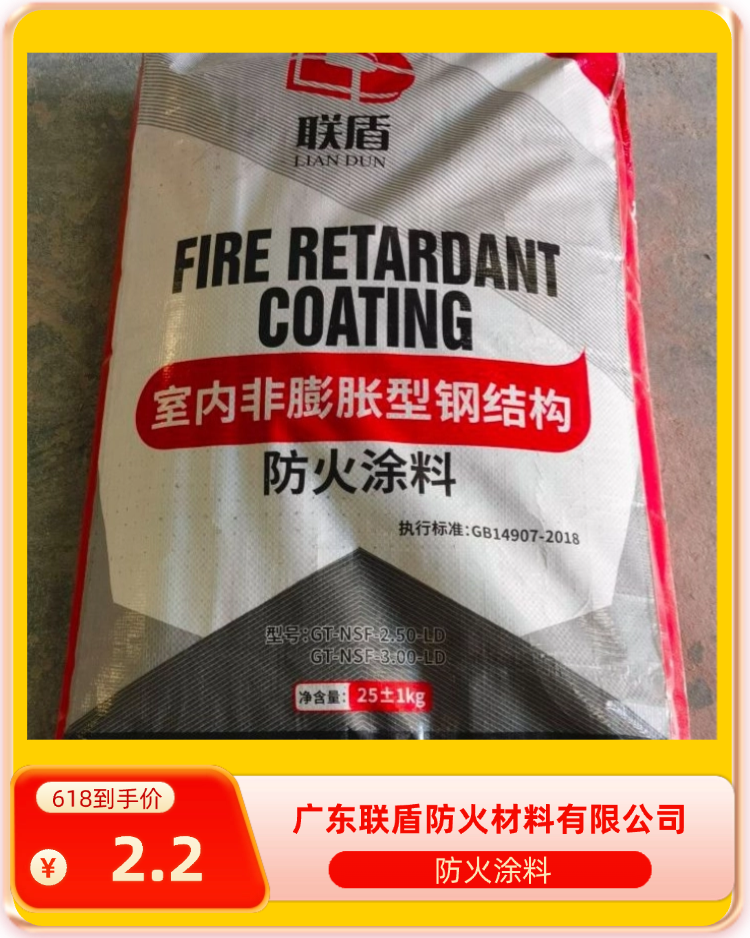 联盾
LIAN DUN
FIRE RETARDANT
COATING
室内非膨胀型钢结构
防火涂料
执行标准:GB14907-2018
型号:GT-NSF-2.50-LD
GT-NSF-3.00-LD
净含量: 25±1kg
618到手价
¥ 2.2
广东联盾防火材料有限公司
防火涂料